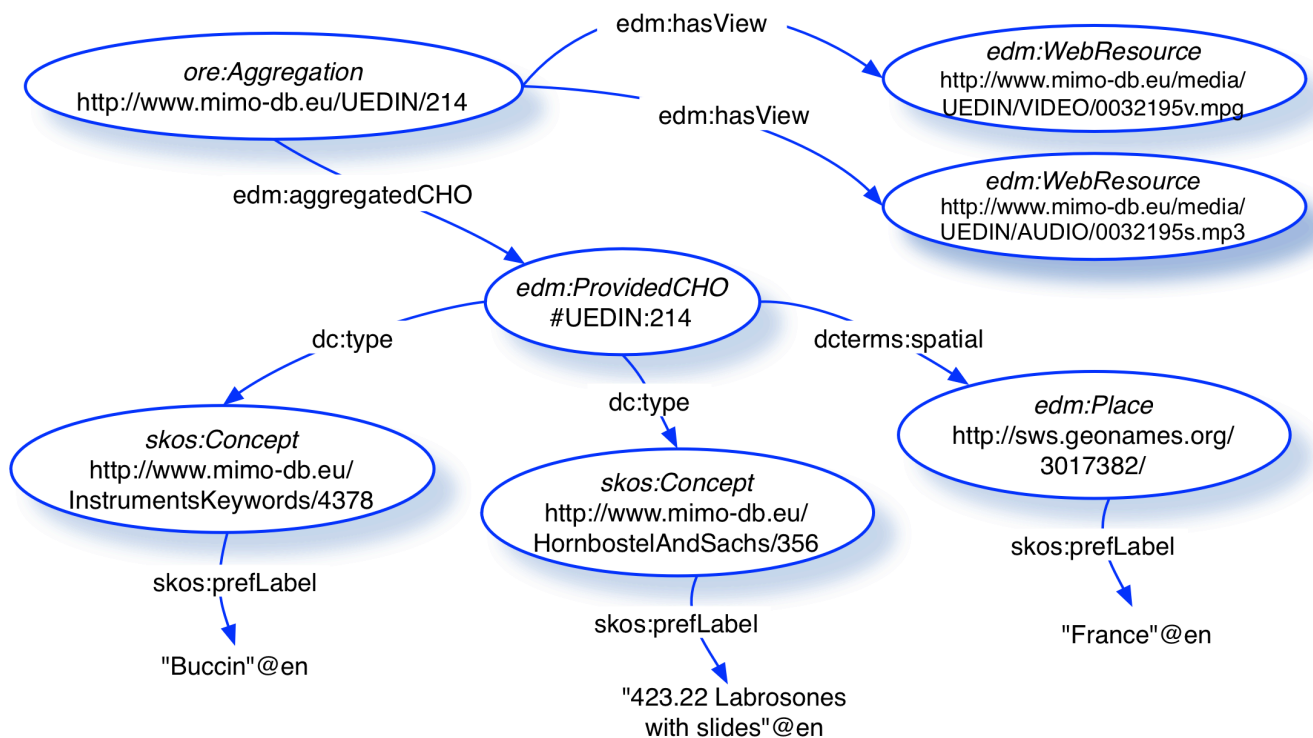 edm:hasView
ore:Aggregation
http://www.mimo-db.eu/UEDIN/214
edm:WebResource
http://www.mimo-db.eu/media/
UEDIN/VIDEO/0032195v.mpg
edm:hasView
edm:WebResource
http://www.mimo-db.eu/media/
UEDIN/AUDIO/0032195s.mp3
edm:aggregatedCHO
edm:ProvidedCHO
#UEDIN:214
dc:type
dc:type
dcterms:spatial
skos:Concept
http://www.mimo-db.eu/
InstrumentsKeywords/4378
skos:Concept
http://www.mimo-db.eu/
HornbostelAndSachs/356
edm:Place
http://sws.geonames.org/
3017382/
skos:prefLabel
skos:prefLabel
skos:prefLabel
"Buccin"@en
"423.22 Labrosones
with slides"@en
"France"@en